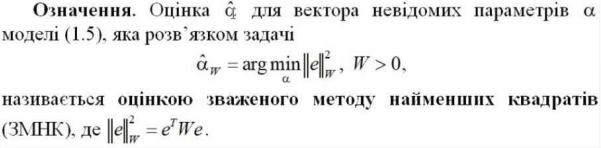 Означення. Оцінка α̂ для вектора невідомих параметрів α
моделі (1.5), яка розв’язком задачі
α̂_W = arg min_α ‖e‖²_W, W > 0,
називається оцінкою зваженого методу найменших квадратів
(ЗМНК), де ‖e‖²_W = eᵀWe.